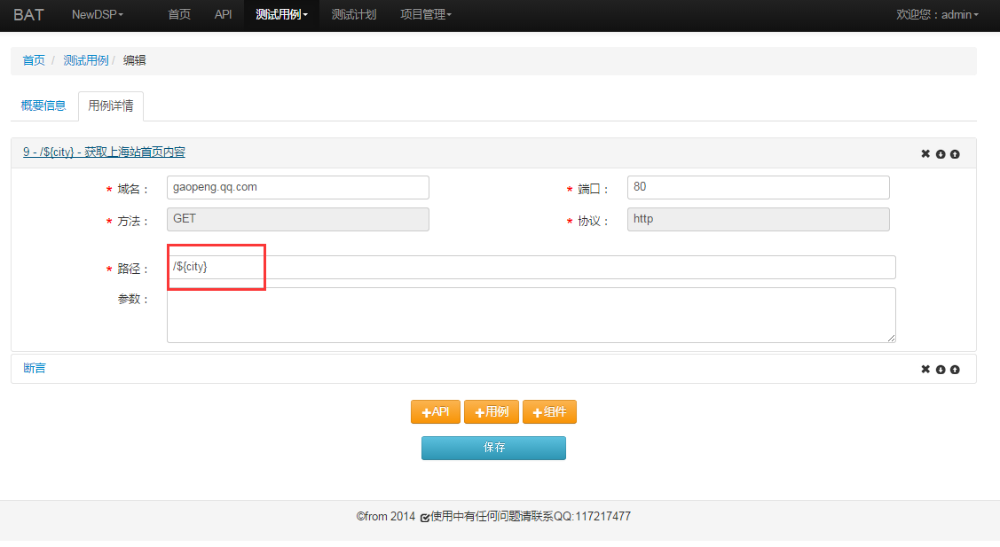 BAT NewDSP 首页 API 测试用例 测试计划 项目管理 欢迎您：admin
首页 / 测试用例 / 编辑
概要信息 用例详情
9 - /${city} - 获取上海站首页内容
* 域名： gaopeng.qq.com * 端口： 80
* 方法： GET * 协议： http
* 路径： /${city}
参数：
断言
+API +用例 +组件
保存
©from 2014 使用中有任何问题请联系QQ:117217477